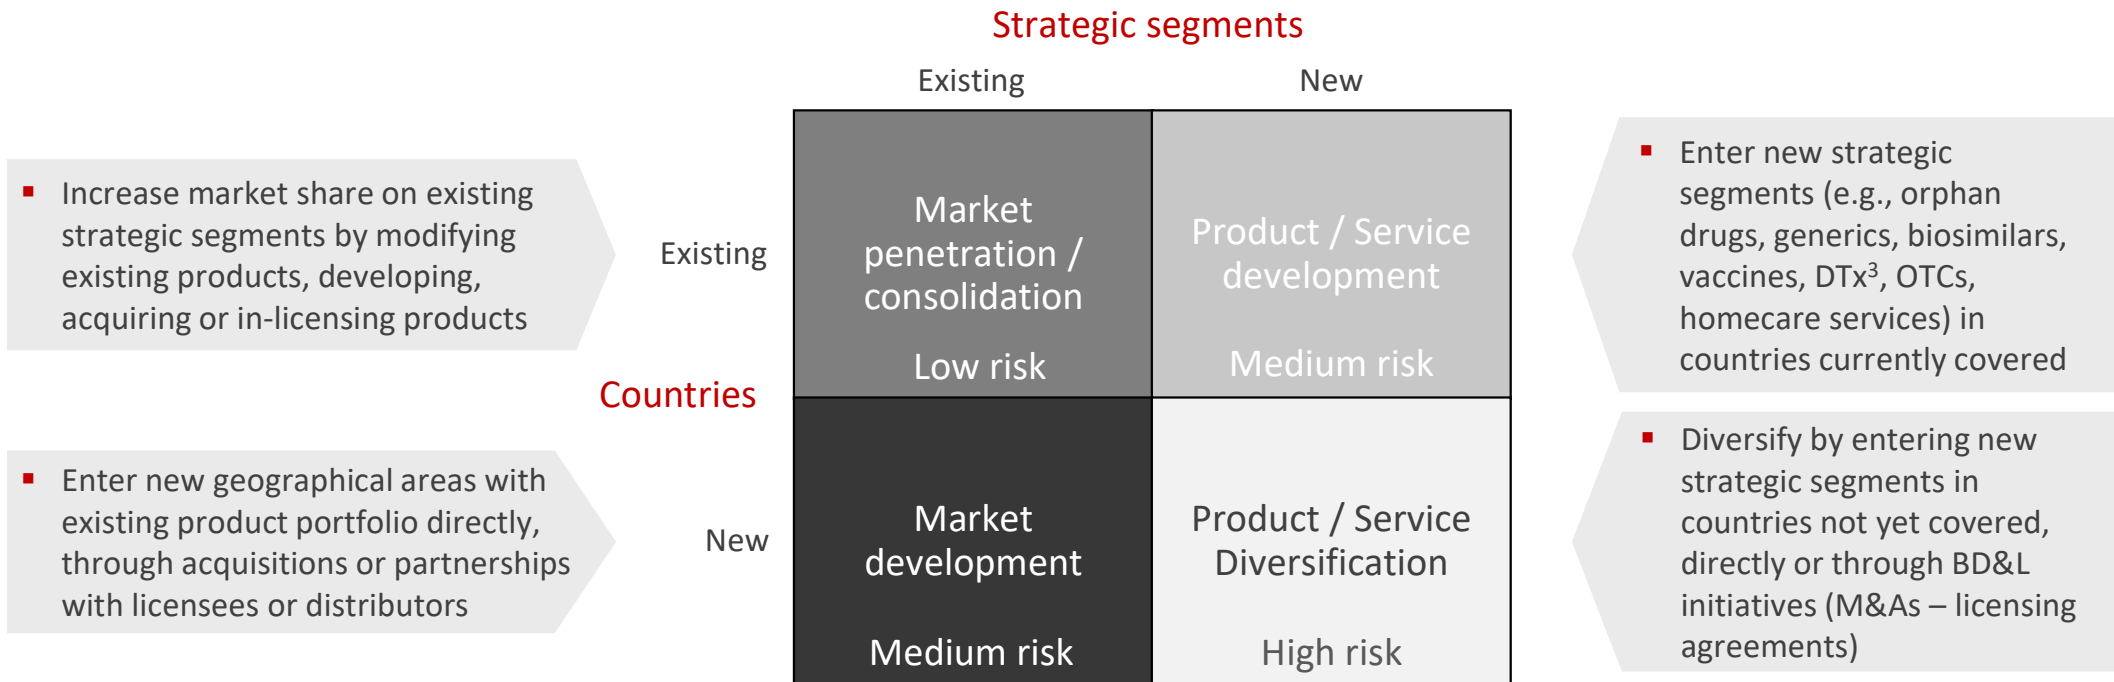 Strategic segments
Existing
New
▪ Increase market share on existing
strategic segments by modifying
existing products, developing,
acquiring or in-licensing products
Existing
Market
penetration /
consolidation
Low risk
Product / Service
development
Medium risk
▪ Enter new strategic
segments (e.g., orphan
drugs, generics, biosimilars,
vaccines, DTx³, OTCs,
homecare services) in
countries currently covered
Countries
▪ Enter new geographical areas with
existing product portfolio directly,
through acquisitions or partnerships
with licensees or distributors
New
Market
development
Medium risk
Product / Service
Diversification
High risk
▪ Diversify by entering new
strategic segments in
countries not yet covered,
directly or through BD&L
initiatives (M&As – licensing
agreements)